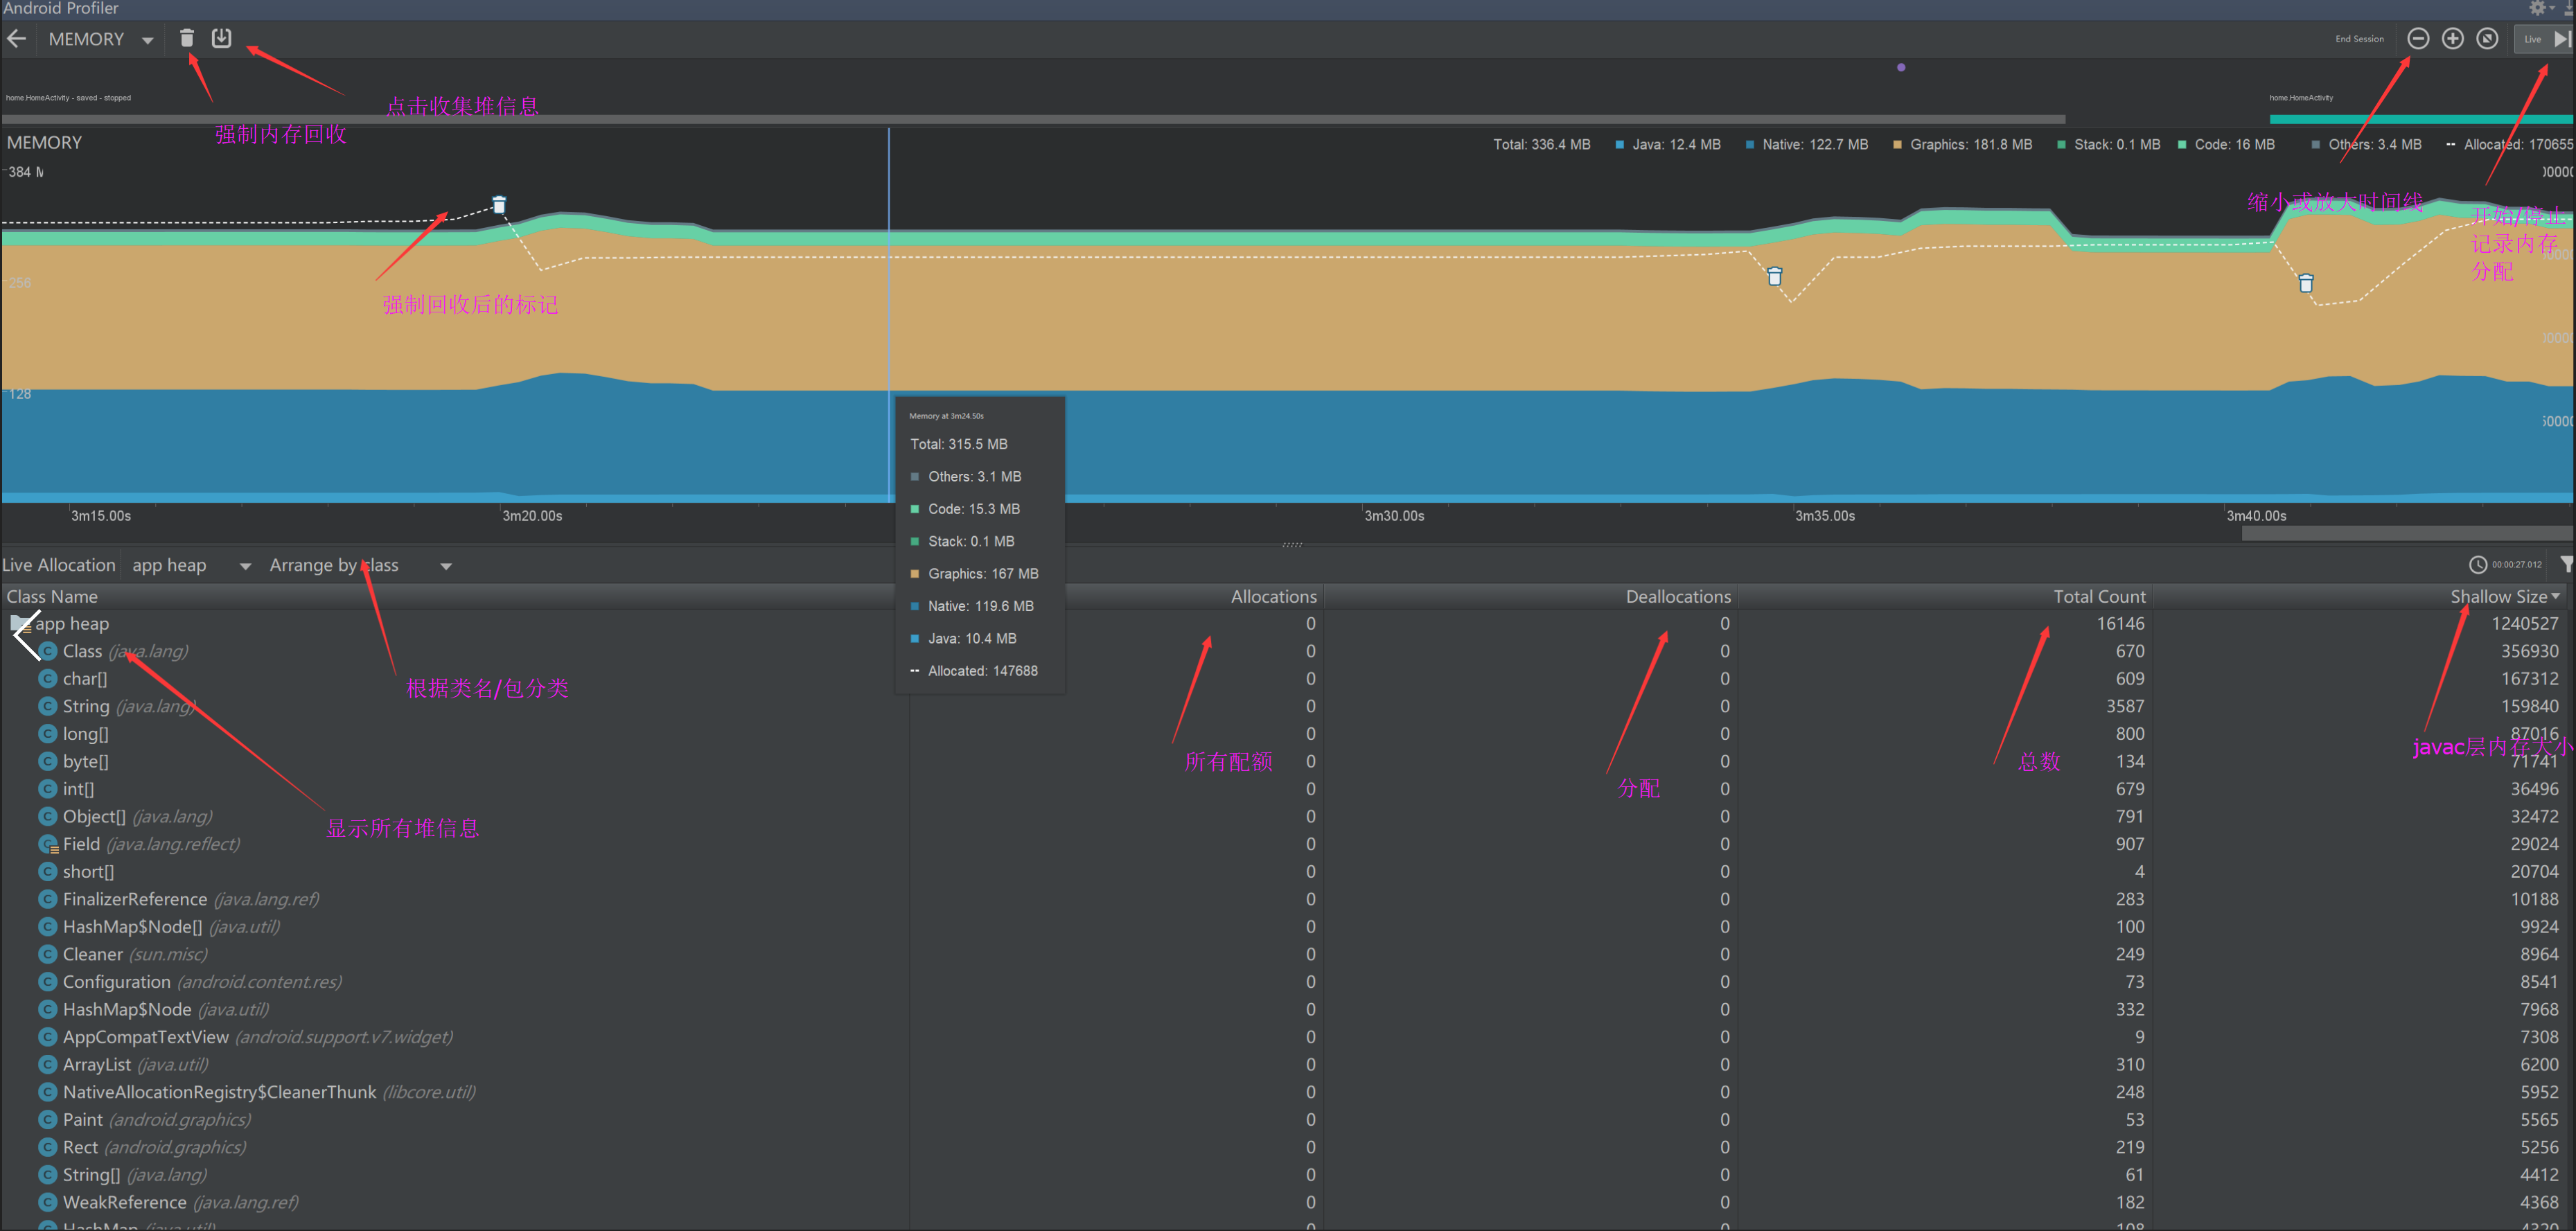 Android Profiler
MEMORY
End Session
Live
home.HomeActivity - saved - stopped
点击收集堆信息
强制内存回收
home.HomeActivity
MEMORY
Total: 336.4 MB Java: 12.4 MB Native: 122.7 MB Graphics: 181.8 MB Stack: 0.1 MB Code: 16 MB Others: 3.4 MB Allocated: 170655
384
缩小或放大时间线
开始/停止
记录内存
分配
256
强制回收后的标记
128
Memory at 3m24.50s
Total: 315.5 MB
Others: 3.1 MB
Code: 15.3 MB
Stack: 0.1 MB
Graphics: 167 MB
Native: 119.6 MB
Java: 10.4 MB
Allocated: 147688
3m15.00s 3m20.00s 3m30.00s 3m35.00s 3m40.00s
Live Allocation app heap Arrange by class 00:00:27.012
Class Name Allocations Deallocations Total Count Shallow Size
app heap 0 0 16146 1240527
Class (java.lang) 0 0 670 356930
char[] 0 0 609 167312
根据类名/包分类
String (java.lang) 0 0 3587 159840
long[] 0 0 800 87016
javac层内存大小
byte[] 0 0 134 71741
所有配额
总数
int[] 0 0 679 36496
分配
Object[] (java.lang) 0 0 791 32472
显示所有堆信息
Field (java.lang.reflect) 0 0 907 29024
short[] 0 0 4 20704
FinalizerReference (java.lang.ref) 0 0 283 10188
HashMap$Node[] (java.util) 0 0 100 9924
Cleaner (sun.misc) 0 0 249 8964
Configuration (android.content.res) 0 0 73 8541
HashMap$Node (java.util) 0 0 332 7968
AppCompatTextView (android.support.v7.widget) 0 0 9 7308
ArrayList (java.util) 0 0 310 6200
NativeAllocationRegistry$CleanerThunk (libcore.util) 0 0 248 5952
Paint (android.graphics) 0 0 53 5565
Rect (android.graphics) 0 0 219 5256
String[] (java.lang) 0 0 61 4412
WeakReference (java.lang.ref) 0 0 182 4368
HashMap (java.util)